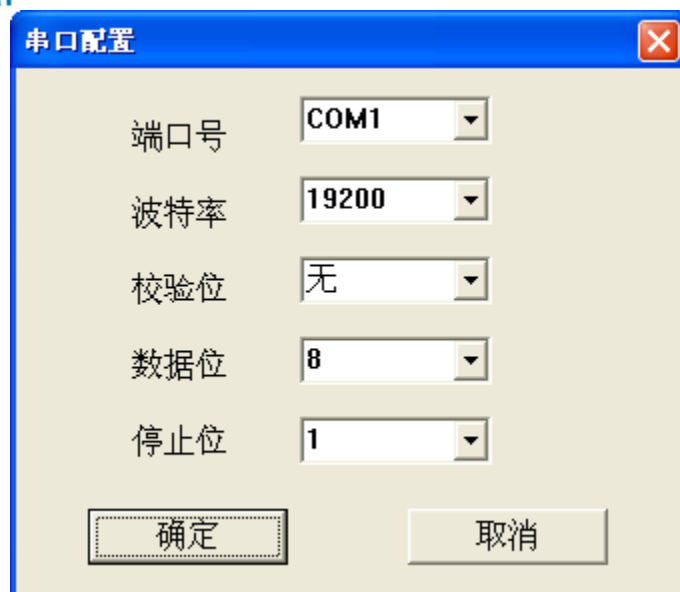 串口配置
端口号 COM1
波特率 19200
校验位 无
数据位 8
停止位 1
确定 取消